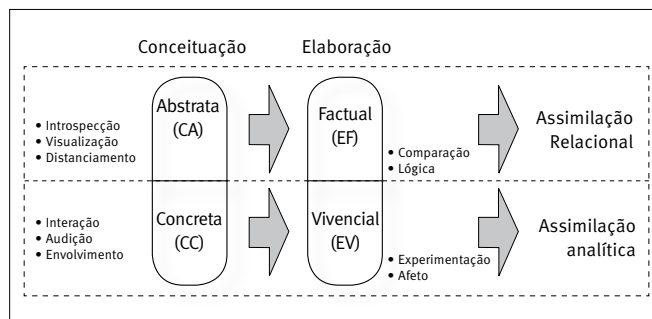 Conceituação
Elaboração
• Introspecção
• Visualização
• Distanciamento
Abstrata
(CA)
Factual
(EF)
• Comparação
• Lógica
Assimilação
Relacional
• Interação
• Audição
• Envolvimento
Concreta
(CC)
Vivencial
(EV)
• Experimentação
• Afeto
Assimilação
analítica